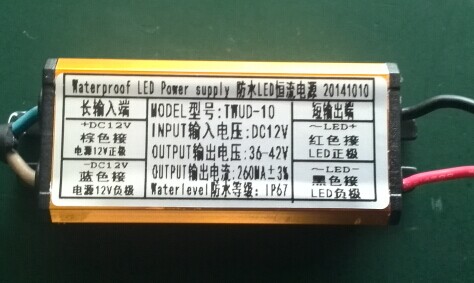 Waterproof LED Power supply 防水LED恒流电源 20141010
长输入端
+DC12V
棕色接
电源12V正极
—DC12V
蓝色接
电源12V负极
MODEL型号:TWUD-10
INPUT输入电压:DC12V
OUTPUT输出电压:36-42V
OUTPUT输出电流:260MA±3%
Waterlevel防水等级: IP67
短输出端
～LED+
红色接
LED正极
～LED-
黑色接
LED负极